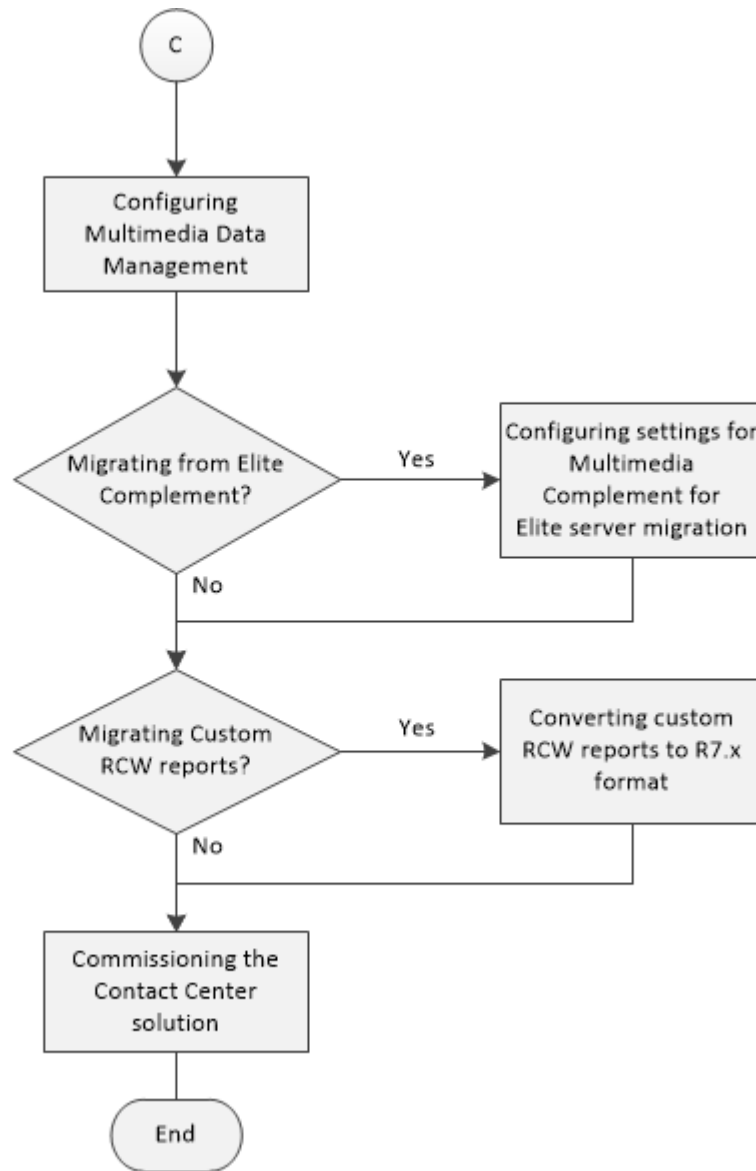 C
Configuring
Multimedia Data
Management
Migrating from Elite
Complement?
Yes
Configuring settings for
Multimedia
Complement for
Elite server migration
No
Migrating Custom
RCW reports?
Yes
Converting custom
RCW reports to R7.x
format
No
Commissioning the
Contact Center
solution
End